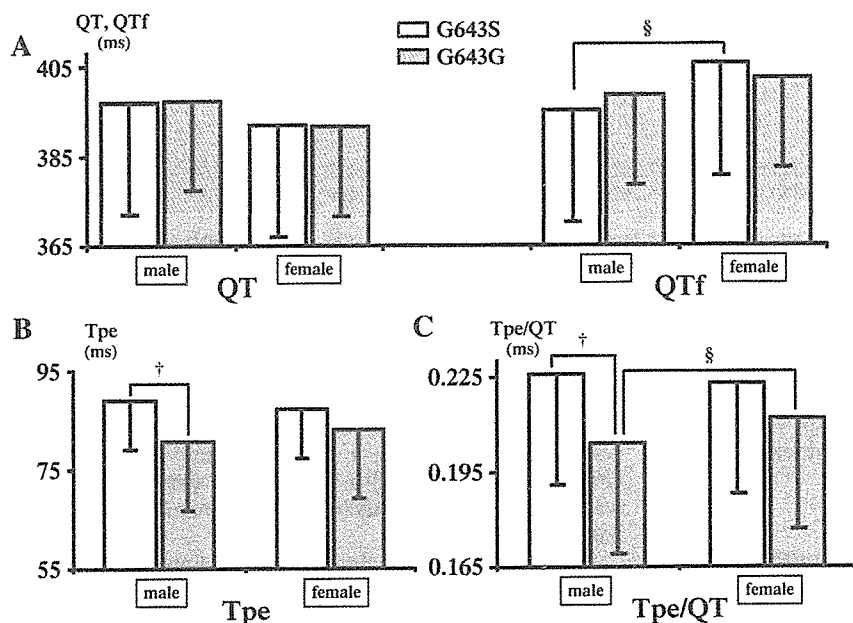 A
QT, QTf
(ms)
G643S
G643G
§
405
385
365
male
female
male
female
QT
QTf
B
Tpe
(ms)
†
95
75
55
male
female
Tpe
C
Tpe/QT
(ms)
†
§
0.225
0.195
0.165
male
female
Tpe/QT